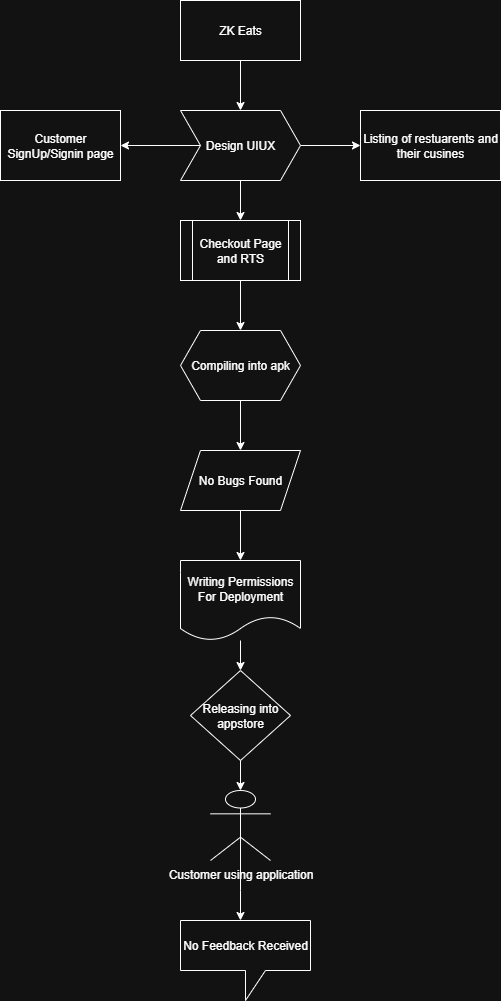 ZK Eats
Customer
SignUp/Signin page
Design UIUX
Listing of restuarents and
their cusines
Checkout Page
and RTS
Compiling into apk
No Bugs Found
Writing Permissions
For Deployment
Releasing into
appstore
Customer using application
No Feedback Received